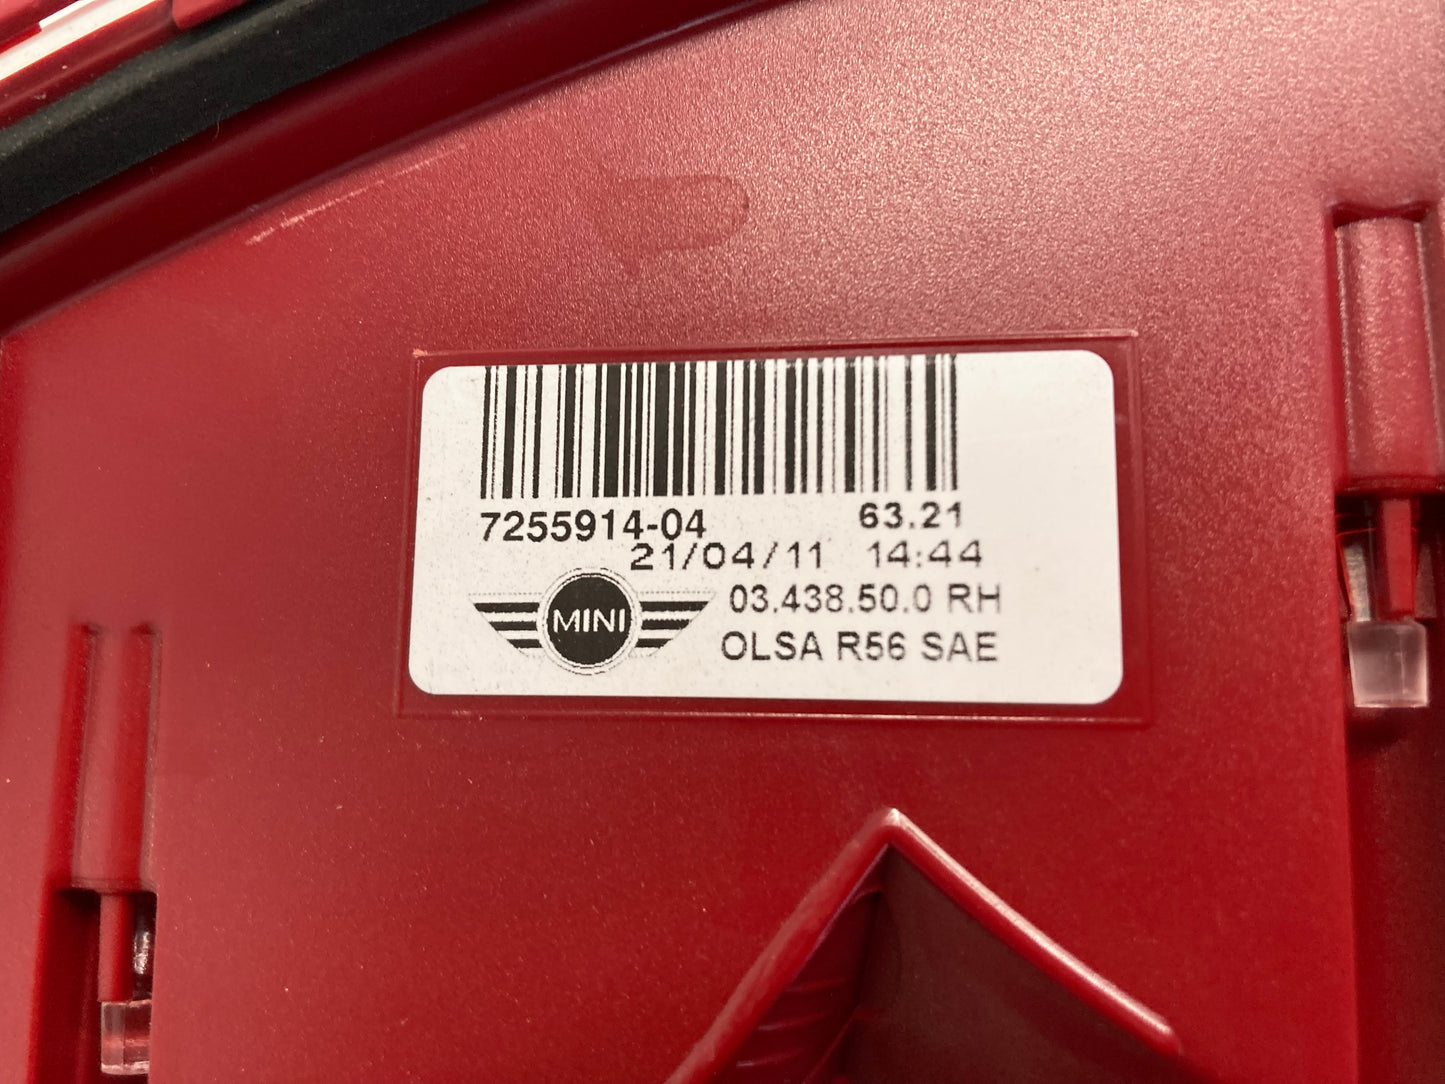 7255914-04 63.21
21/04/11 14:44
MINI 03.438.50.0 RH
OLSA R56 SAE